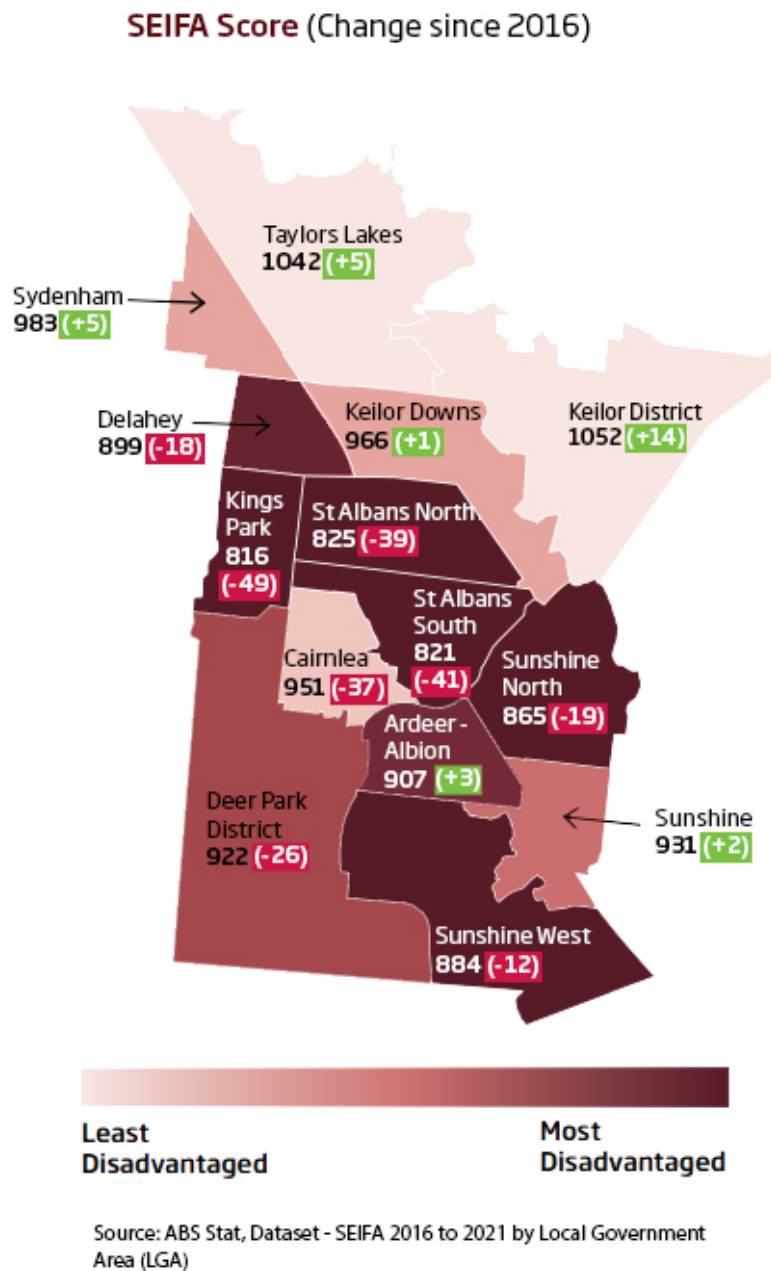 SEIFA Score (Change since 2016)
Taylors Lakes
1042 (+5)
Sydenham
983 (+5)
Delahey
899 (-18)
Keilor Downs
966 (+1)
Keilor District
1052 (+14)
Kings
Park
816
(-49)
St Albans North
825 (-39)
St Albans
South
821
(-41)
Cairnlea
951 (-37)
Sunshine
North
865 (-19)
Ardeer -
Albion
907 (+3)
Deer Park
District
922 (-26)
Sunshine
931 (+2)
Sunshine West
884 (-12)
Least
Disadvantaged
Most
Disadvantaged
Source: ABS Stat, Dataset - SEIFA 2016 to 2021 by Local Government
Area (LGA)